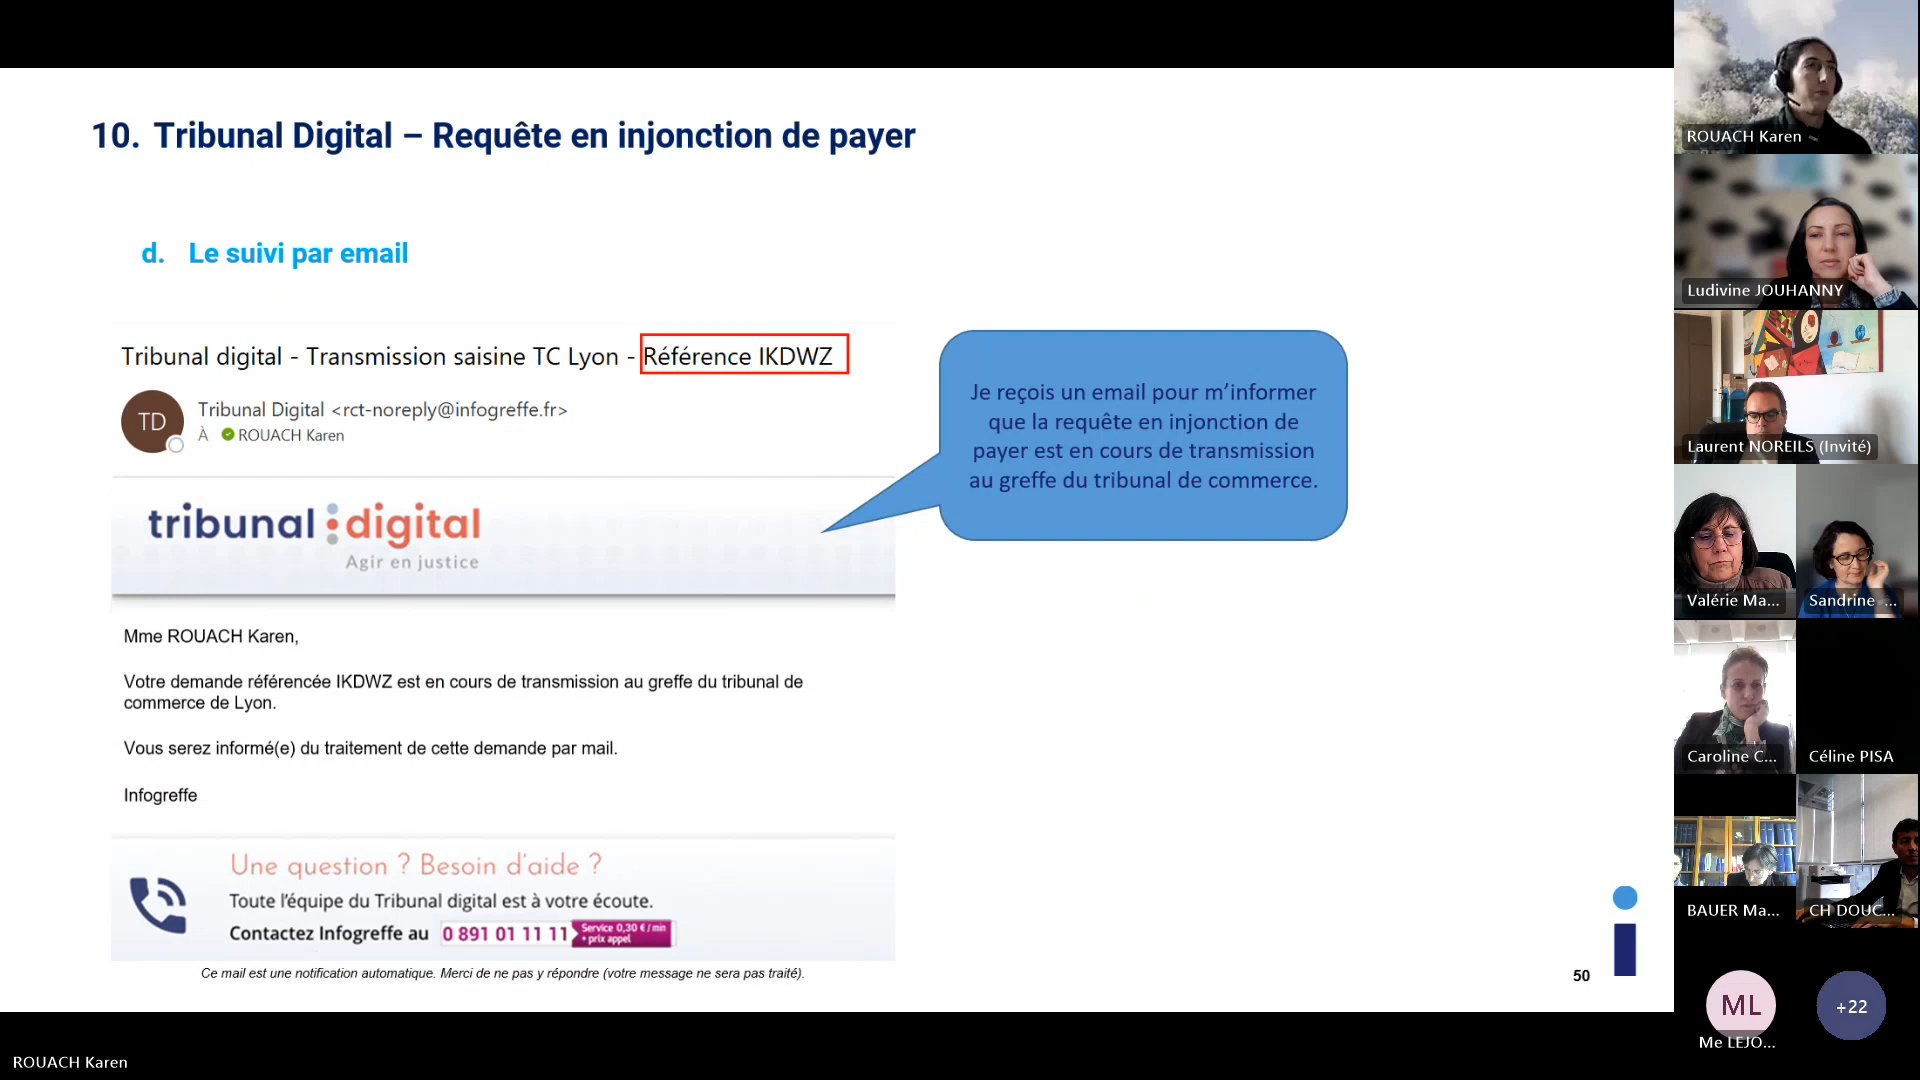 10. Tribunal Digital – Requête en injonction de payer
d. Le suivi par email
Tribunal digital - Transmission saisine TC Lyon - Référence IKDWZ
TD
Tribunal Digital <rct-noreply@infogreffe.fr>
À ROUACH Karen
tribunal digital
Agir en justice
Mme ROUACH Karen,
Votre demande référencée IKDWZ est en cours de transmission au greffe du tribunal de
commerce de Lyon.
Vous serez informé(e) du traitement de cette demande par mail.
Infogreffe
Une question ? Besoin d'aide ?
Toute l'équipe du Tribunal digital est à votre écoute.
Contactez Infogreffe au 0 891 01 11 11
Service 0,30 € / min
+ prix appel
Ce mail est une notification automatique. Merci de ne pas y répondre (votre message ne sera pas traité).
Je reçois un email pour m’informer
que la requête en injonction de
payer est en cours de transmission
au greffe du tribunal de commerce.
50
ROUACH Karen
ROUACH Karen
Ludivine JOUHANNY
Laurent NOREILS (Invité)
Valérie Ma...
Sandrine ...
Caroline C...
Céline PISA
BAUER Ma...
CH DOUC...
ML
Me LEJO...
+22